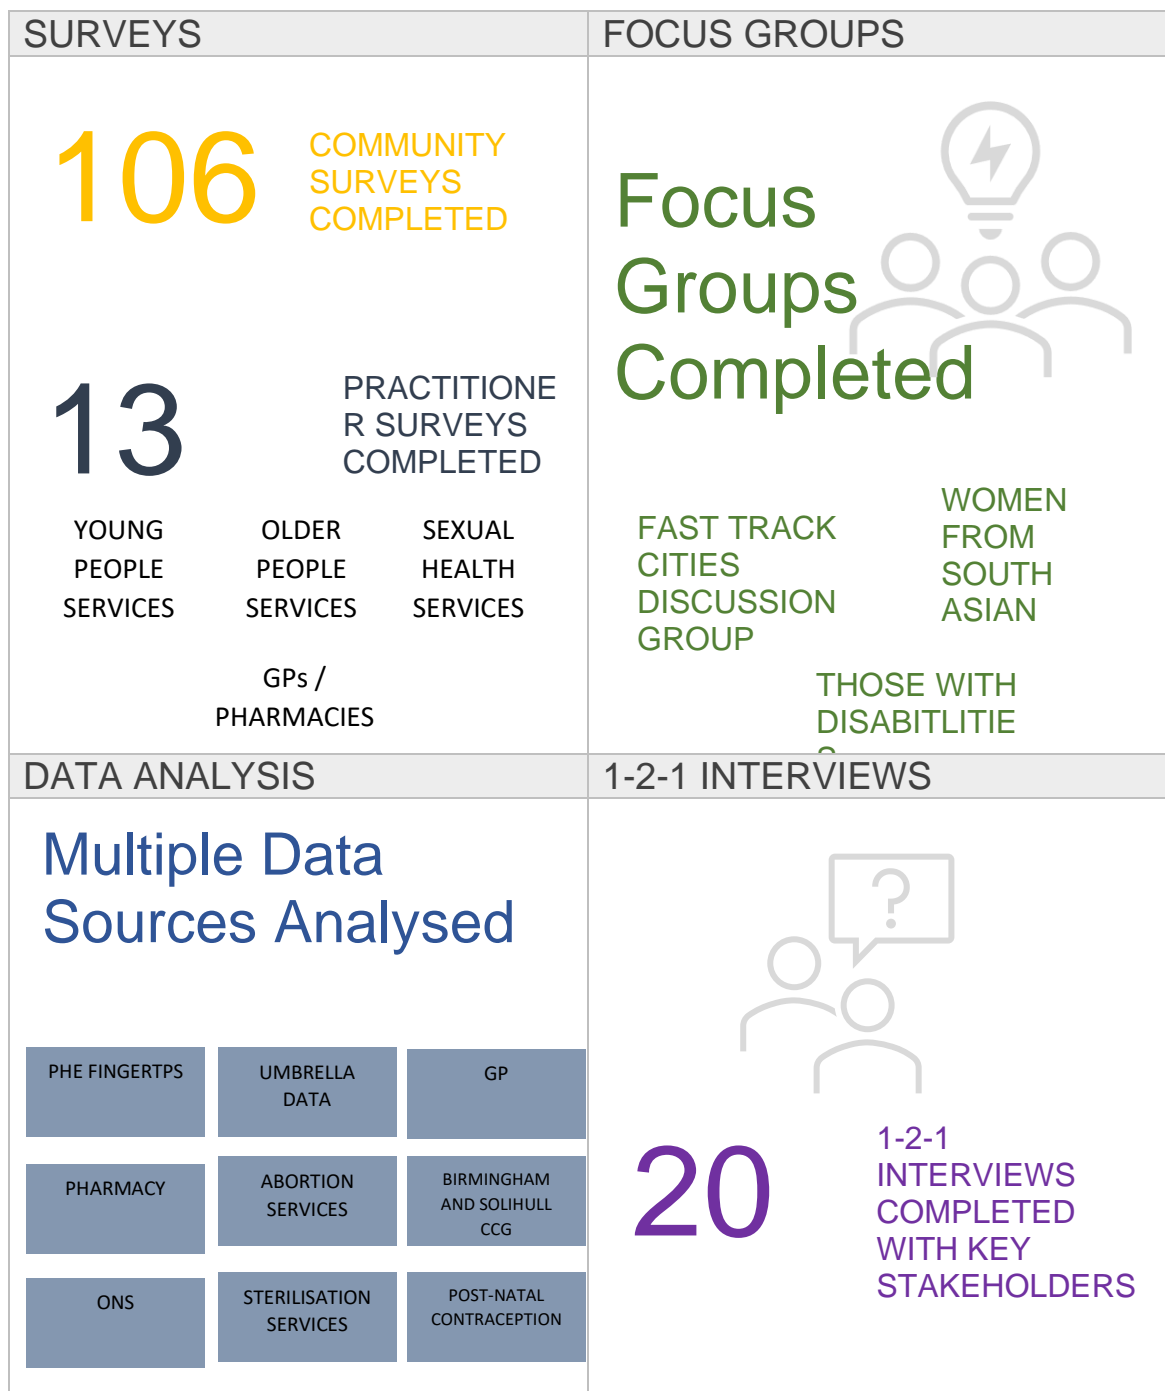 SURVEYS
106
COMMUNITY
SURVEYS
COMPLETED
13
PRACTITIONE
R SURVEYS
COMPLETED
YOUNG
PEOPLE
SERVICES
OLDER
PEOPLE
SERVICES
SEXUAL
HEALTH
SERVICES
GPs /
PHARMACIES
FOCUS GROUPS
Focus
Groups
Completed
FAST TRACK
CITIES
DISCUSSION
GROUP
WOMEN
FROM
SOUTH
ASIAN
THOSE WITH
DISABITLITIE
S
DATA ANALYSIS
Multiple Data
Sources Analysed
PHE FINGERTPS
UMBRELLA
DATA
GP
PHARMACY
ABORTION
SERVICES
BIRMINGHAM
AND SOLIHULL
CCG
ONS
STERILISATION
SERVICES
POST-NATAL
CONTRACEPTION
1-2-1 INTERVIEWS
?
20
1-2-1
INTERVIEWS
COMPLETED
WITH KEY
STAKEHOLDERS